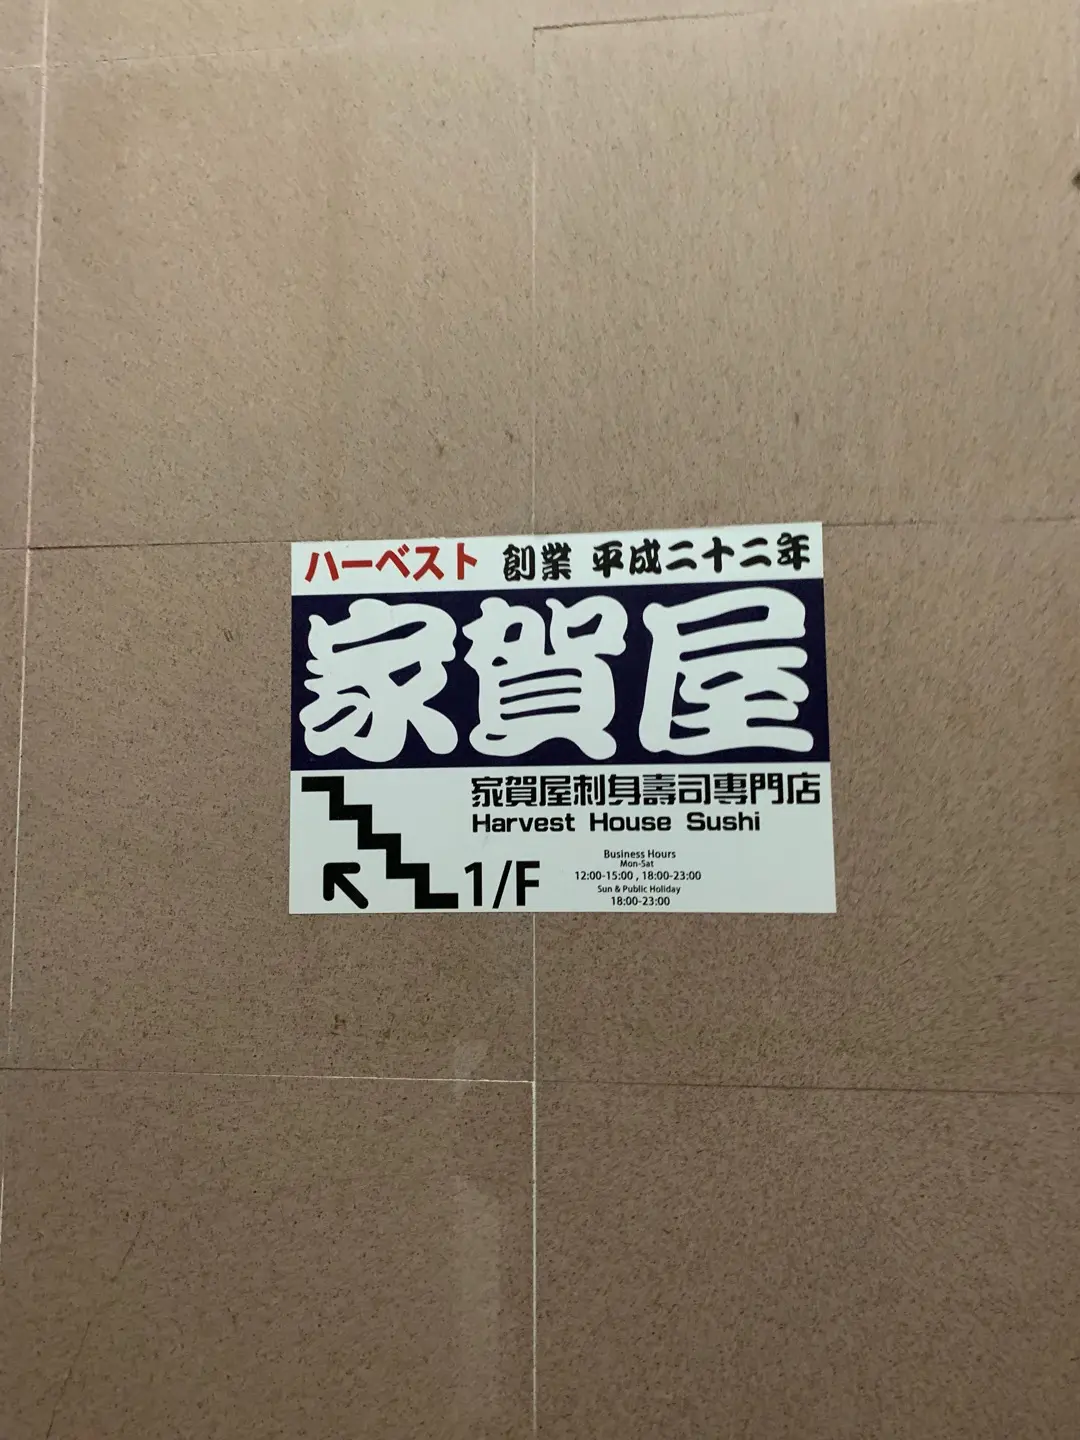 ハーベスト 創業 平成二十二年
家賀屋
家賀屋刺身壽司專門店
Harvest House Sushi
1/F
Business Hours
Mon-Sat
12:00-15:00 , 18:00-23:00
Sun & Public Holiday
18:00-23:00